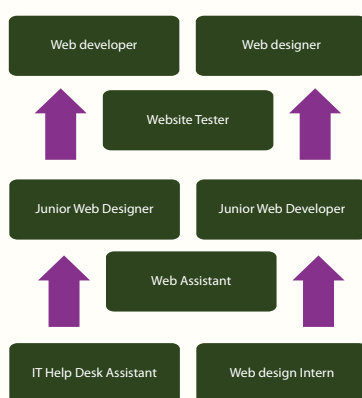 Web developer
Web designer
Website Tester
Junior Web Designer
Junior Web Developer
Web Assistant
IT Help Desk Assistant
Web design Intern